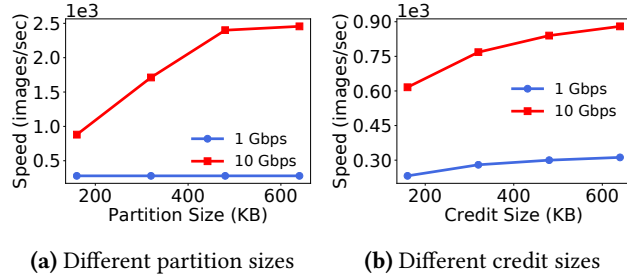 1e3
2.5
2.0
1.5
1.0
0.5
Speed (images/sec)
1 Gbps
10 Gbps
200
400
600
Partition Size (KB)
(a) Different partition sizes
1e3
0.90
0.75
0.60
0.45
0.30
Speed (images/sec)
1 Gbps
10 Gbps
200
400
600
Credit Size (KB)
(b) Different credit sizes